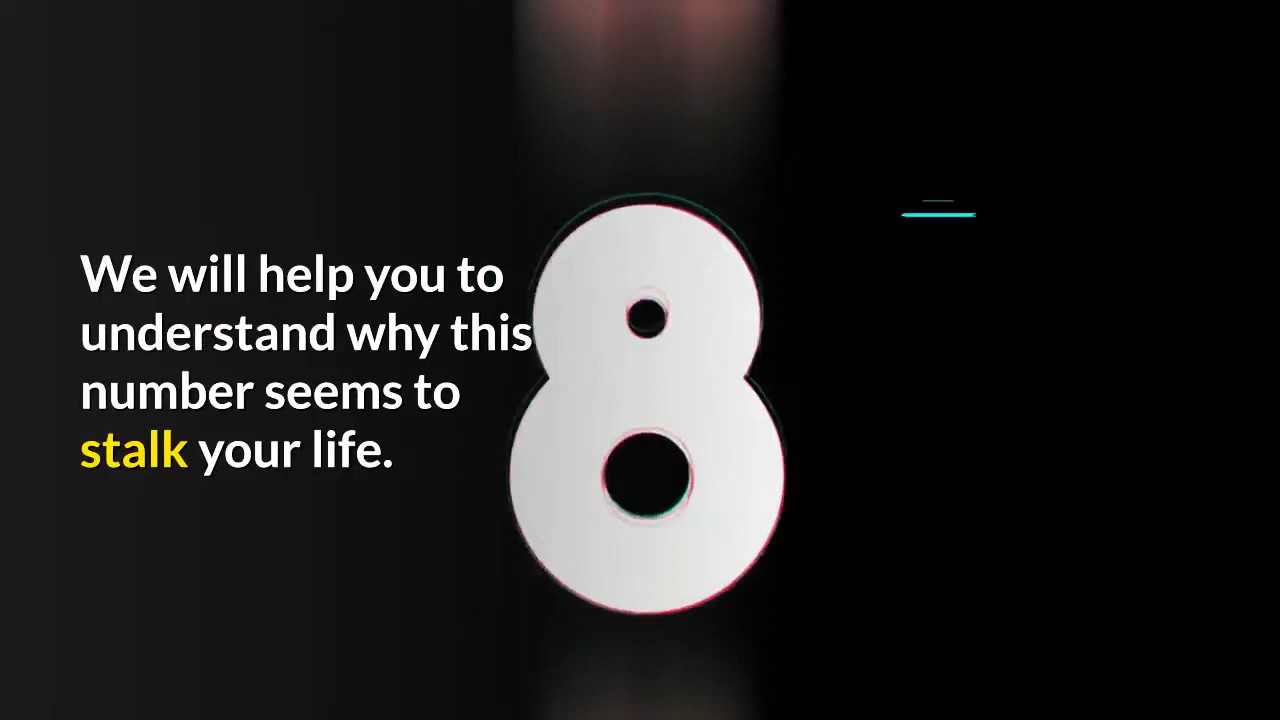 We will help you to
understand why this
number seems to
stalk your life.
8